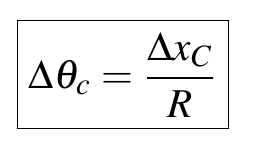 Δθ_c = Δx_C / R